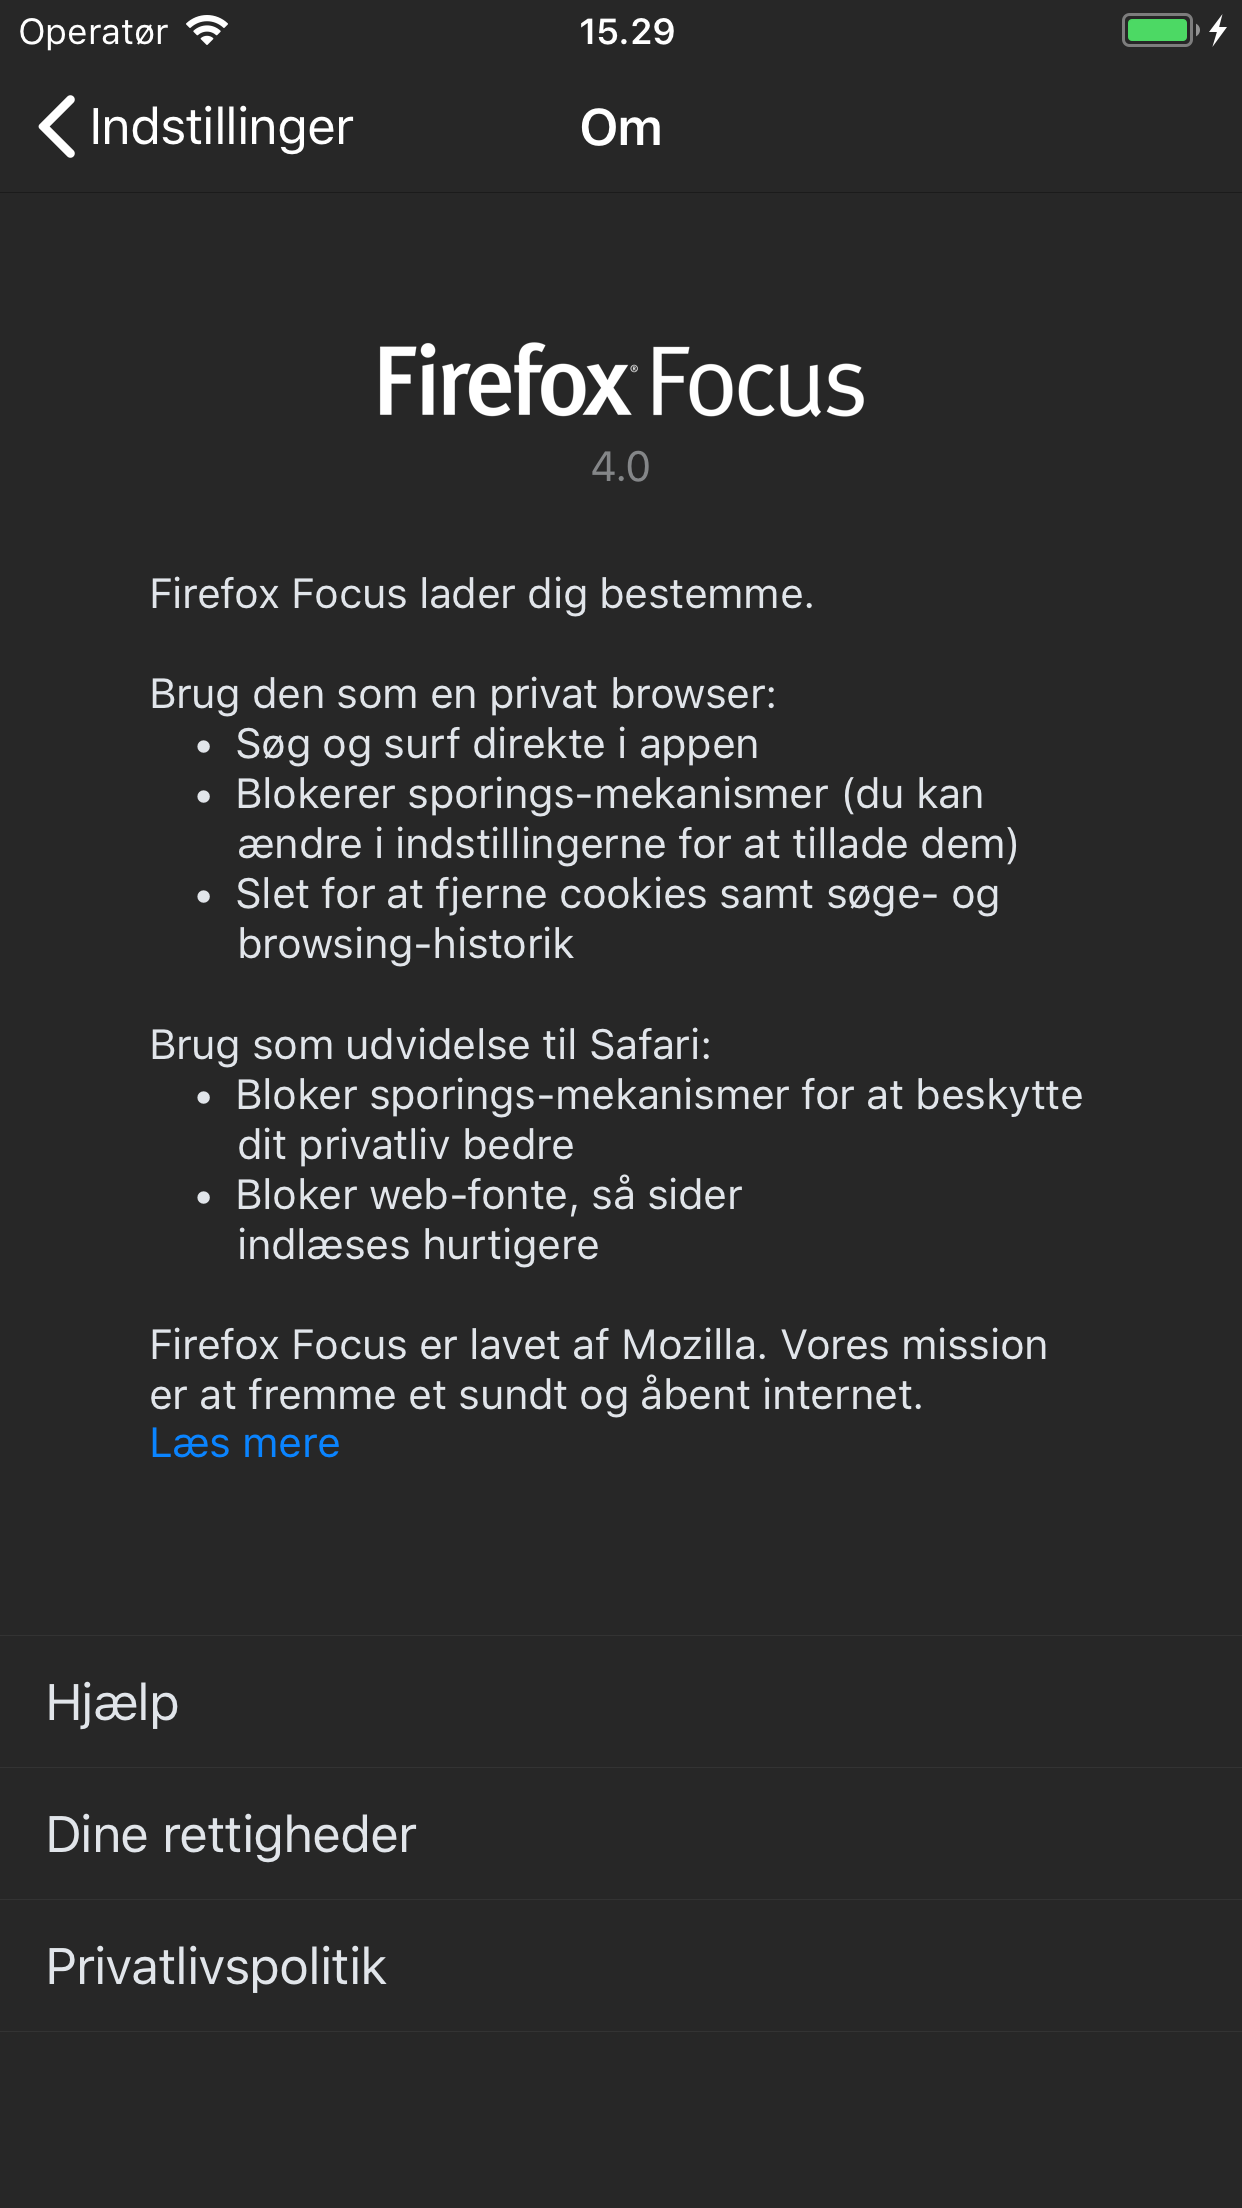 Operatør
15.29
Indstillinger
Om
Firefox® Focus
4.0
Firefox Focus lader dig bestemme.
Brug den som en privat browser:
• Søg og surf direkte i appen
• Blokerer sporings-mekanismer (du kan
ændre i indstillingerne for at tillade dem)
• Slet for at fjerne cookies samt søge- og
browsing-historik
Brug som udvidelse til Safari:
• Bloker sporings-mekanismer for at beskytte
dit privatliv bedre
• Bloker web-fonte, så sider
indlæses hurtigere
Firefox Focus er lavet af Mozilla. Vores mission
er at fremme et sundt og åbent internet.
Læs mere
Hjælp
Dine rettigheder
Privatlivspolitik